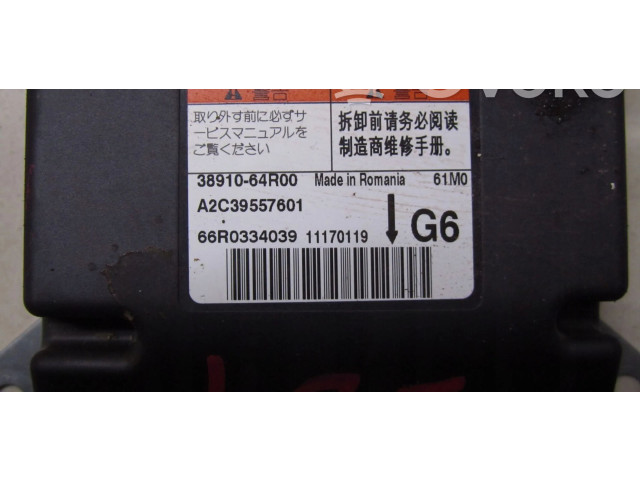 警告
取り外す前に必ずサ
ービスマニュアルを
ご覧ください
拆卸前请务必阅读
制造商维修手册。
38910-64R00 Made in Romania 61M0
A2C39557601
66R0334039 11170119 G6